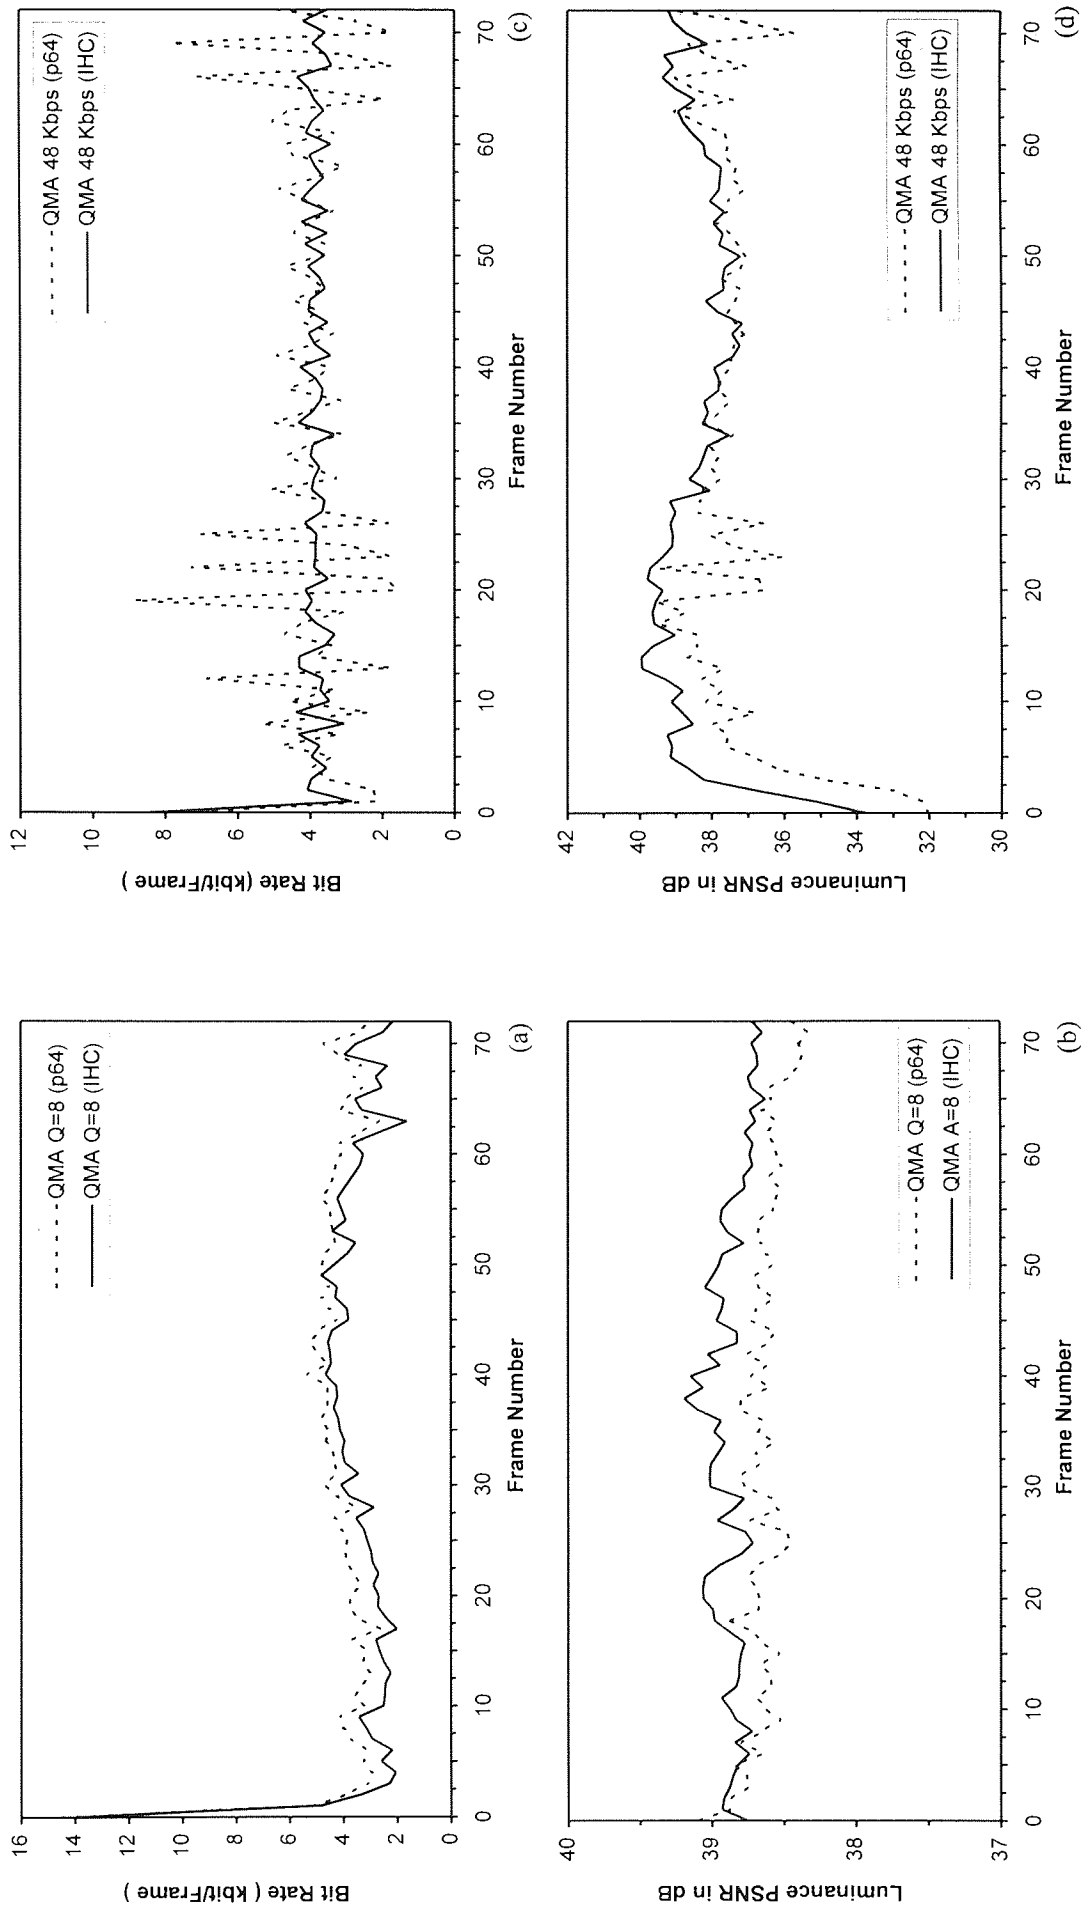 16
14
12
10
8
6
4
2
0
Bit Rate ( kbit/Frame )
QMA Q=8 (p64)
QMA Q=8 (IHC)
0 10 20 30 40 50 60 70
Frame Number
(a)
40
39
38
37
Luminance PSNR in dB
QMA Q=8 (p64)
QMA A=8 (IHC)
0 10 20 30 40 50 60 70
Frame Number
(b)
12
10
8
6
4
2
0
Bit Rate ( kbit/Frame )
QMA 48 Kbps (p64)
QMA 48 Kbps (IHC)
0 10 20 30 40 50 60 70
Frame Number
(c)
42
40
38
36
34
32
30
Luminance PSNR in dB
QMA 48 Kbps (p64)
QMA 48 Kbps (IHC)
0 10 20 30 40 50 60 70
Frame Number
(d)